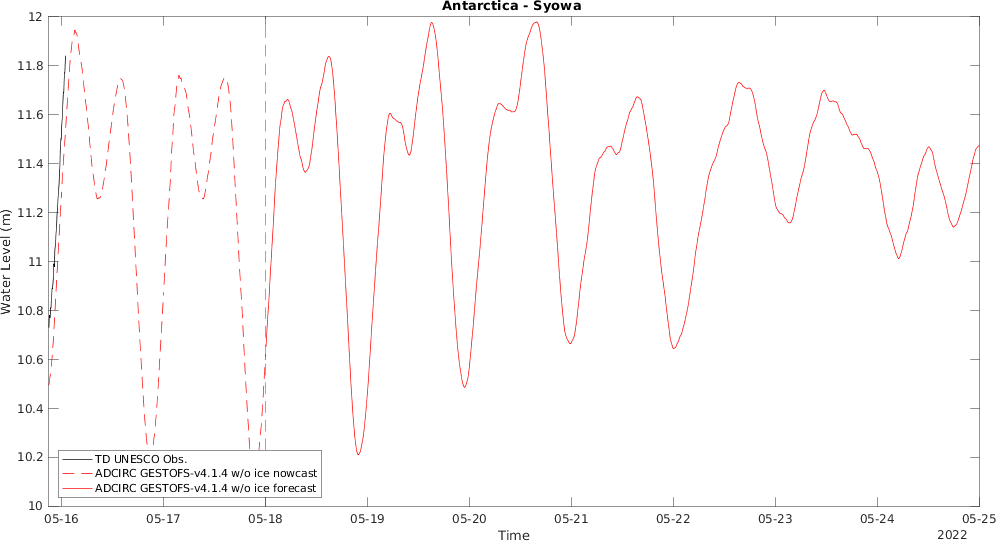 Antarctica - Syowa
Water Level (m)
12
11.8
11.6
11.4
11.2
11
10.8
10.6
10.4
10.2
10
TD UNESCO Obs.
ADCIRC GESTOFS-v4.1.4 w/o ice nowcast
ADCIRC GESTOFS-v4.1.4 w/o ice forecast
05-16 05-17 05-18 05-19 05-20 05-21 05-22 05-23 05-24 05-25
Time
2022